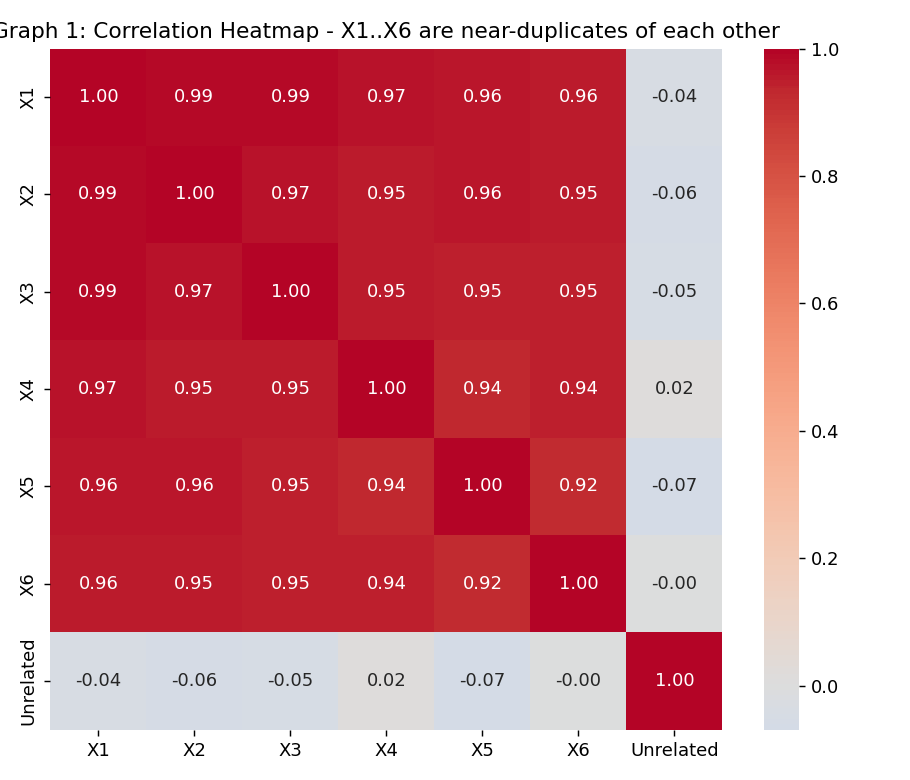 Graph 1: Correlation Heatmap - X1..X6 are near-duplicates of each other
X1 1.00 0.99 0.99 0.97 0.96 0.96 -0.04
X2 0.99 1.00 0.97 0.95 0.96 0.95 -0.06
X3 0.99 0.97 1.00 0.95 0.95 0.95 -0.05
X4 0.97 0.95 0.95 1.00 0.94 0.94 0.02
X5 0.96 0.96 0.95 0.94 1.00 0.92 -0.07
X6 0.96 0.95 0.95 0.94 0.92 1.00 -0.00
Unrelated -0.04 -0.06 -0.05 0.02 -0.07 -0.00 1.00
X1 X2 X3 X4 X5 X6 Unrelated
1.0
0.8
0.6
0.4
0.2
0.0